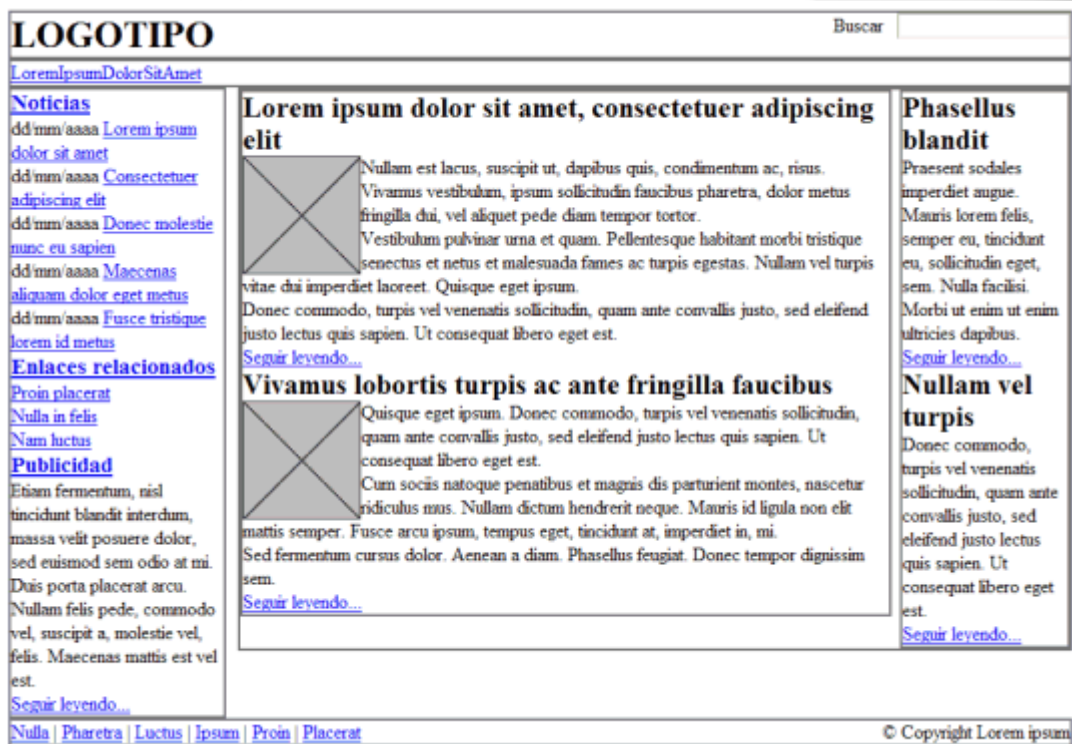 LOGOTIPO
Buscar
LoremIpsumDolorSitAmet
Noticias
dd/mm/aaaa Lorem ipsum
dolor sit amet
dd/mm/aaaa Consectetuer
adipiscing elit
dd/mm/aaaa Donec molestie
nunc eu sapien
dd/mm/aaaa Maecenas
aliquam dolor eget metus
dd/mm/aaaa Fusce tristique
lorem id metus
Enlaces relacionados
Proin placerat
Nulla in felis
Nam luctus
Publicidad
Etiam fermentum, nisl
tincidunt blandit interdum,
massa velit posuere dolor,
sed euismod sem odio at mi.
Duis porta placerat arcu.
Nullam felis pede, commodo
vel, suscipit a, molestie vel,
felis. Maecenas mattis est vel
est.
Seguir leyendo...
Lorem ipsum dolor sit amet, consectetuer adipiscing
elit
Nullam est lacus, suscipit ut, dapibus quis, condimentum ac, risus.
Vivamus vestibulum, ipsum sollicitudin faucibus pharetra, dolor metus
fringilla dui, vel aliquet pede diam tempor tortor.
Vestibulum pulvinar urna et quam. Pellentesque habitant morbi tristique
senectus et netus et malesuada fames ac turpis egestas. Nullam vel turpis
vitae dui imperdiet laoreet. Quisque eget ipsum.
Donec commodo, turpis vel venenatis sollicitudin, quam ante convallis justo, sed eleifend
justo lectus quis sapien. Ut consequat libero eget est.
Seguir leyendo...
Vivamus lobortis turpis ac ante fringilla faucibus
Quisque eget ipsum. Donec commodo, turpis vel venenatis sollicitudin,
quam ante convallis justo, sed eleifend justo lectus quis sapien. Ut
consequat libero eget est.
Cum sociis natoque penatibus et magnis dis parturient montes, nascetur
ridiculus mus. Nullam dictum hendrerit neque. Mauris id ligula non elit
mattis semper. Fusce arcu ipsum, tempus eget, tincidunt at, imperdiet in, mi.
Sed fermentum cursus dolor. Aenean a diam. Phasellus feugiat. Donec tempor dignissim
sem.
Seguir leyendo...
Phasellus
blandit
Praesent sodales
imperdiet augue.
Mauris lorem felis,
semper eu, tincidunt
eu, sollicitudin eget,
sem. Nulla facilisi.
Morbi ut enim ut enim
ultricies dapibus.
Seguir leyendo...
Nullam vel
turpis
Donec commodo,
turpis vel venenatis
sollicitudin, quam ante
convallis justo, sed
eleifend justo lectus
quis sapien. Ut
consequat libero eget
est.
Seguir leyendo...
Nulla | Pharetra | Luctus | Ipsum | Proin | Placerat
© Copyright Lorem ipsum